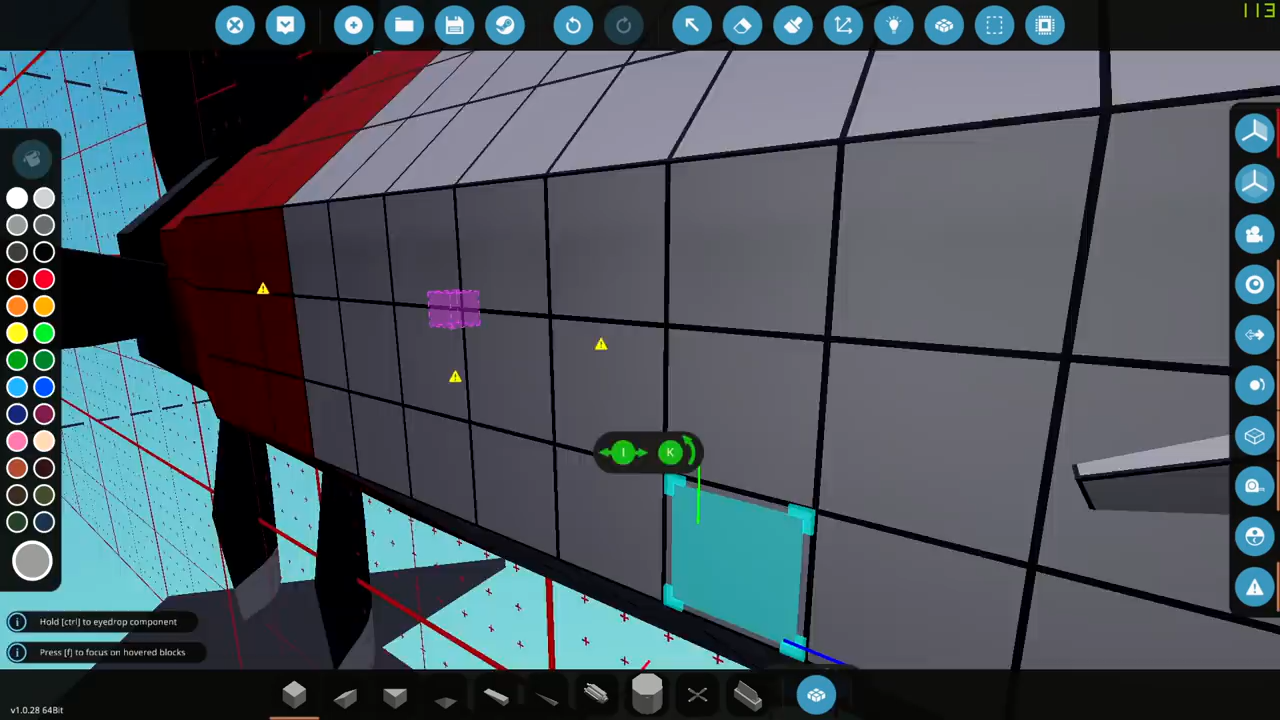 113
I K
Hold [ctrl] to eyedrop component
Press [f] to focus on hovered blocks
v1.0.28 64Bit